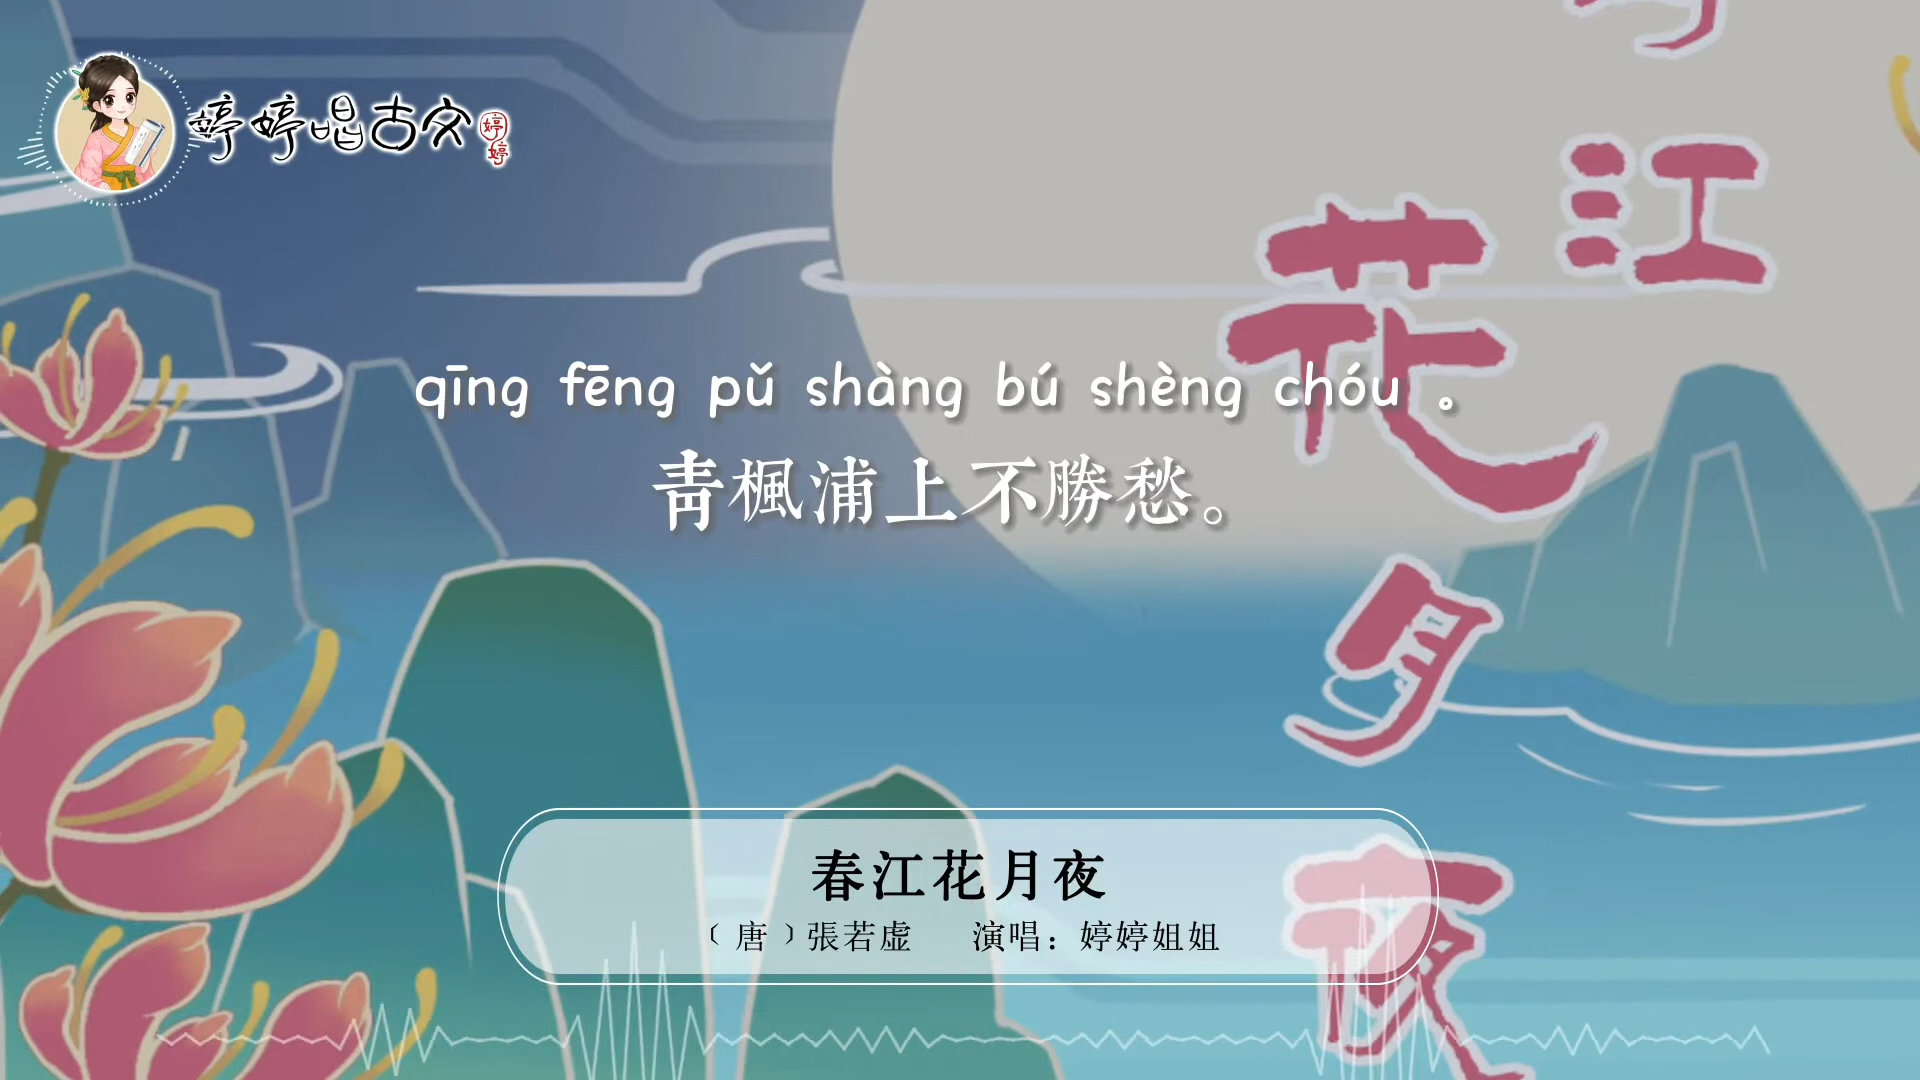 婷婷唱古文
婷婷
江
花
月
夜
qīng fēng pǔ shàng bú shèng chóu 。
青楓浦上不勝愁。
春江花月夜
（唐）張若虛 演唱：婷婷姐姐